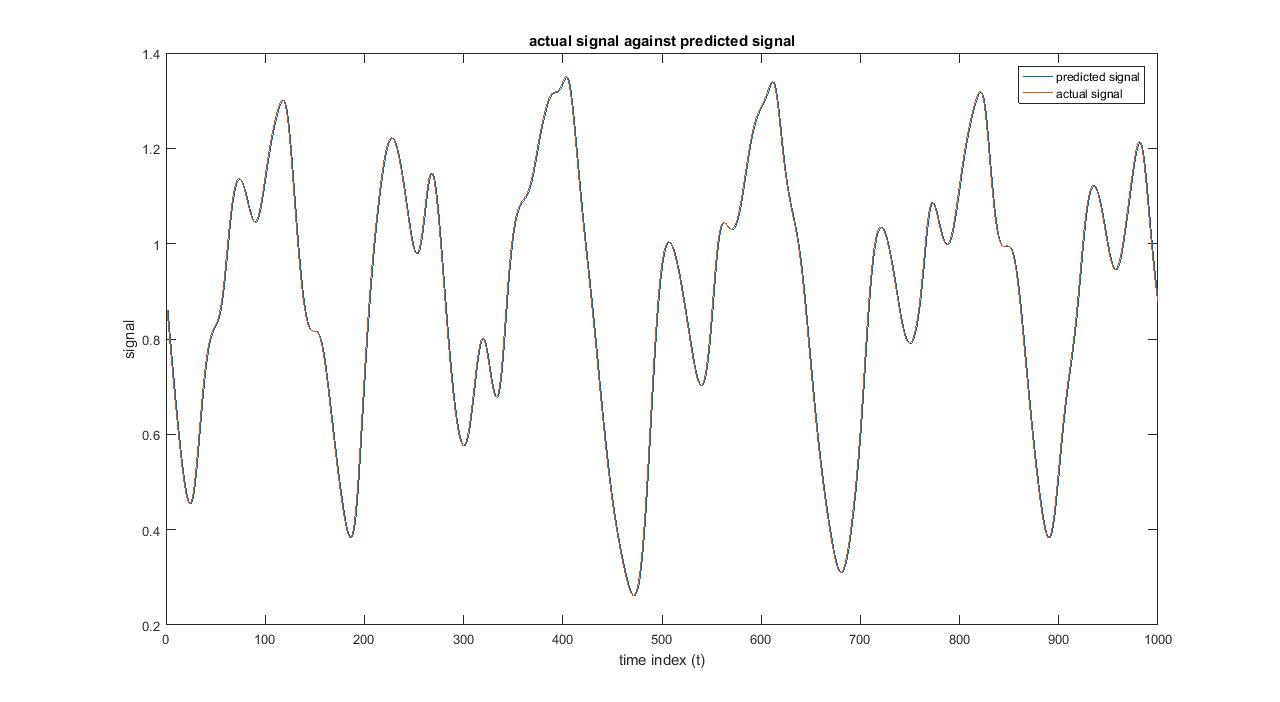 actual signal against predicted signal
1.4
1.2
1
0.8
0.6
0.4
0.2
signal
predicted signal
actual signal
0 100 200 300 400 500 600 700 800 900 1000
time index (t)